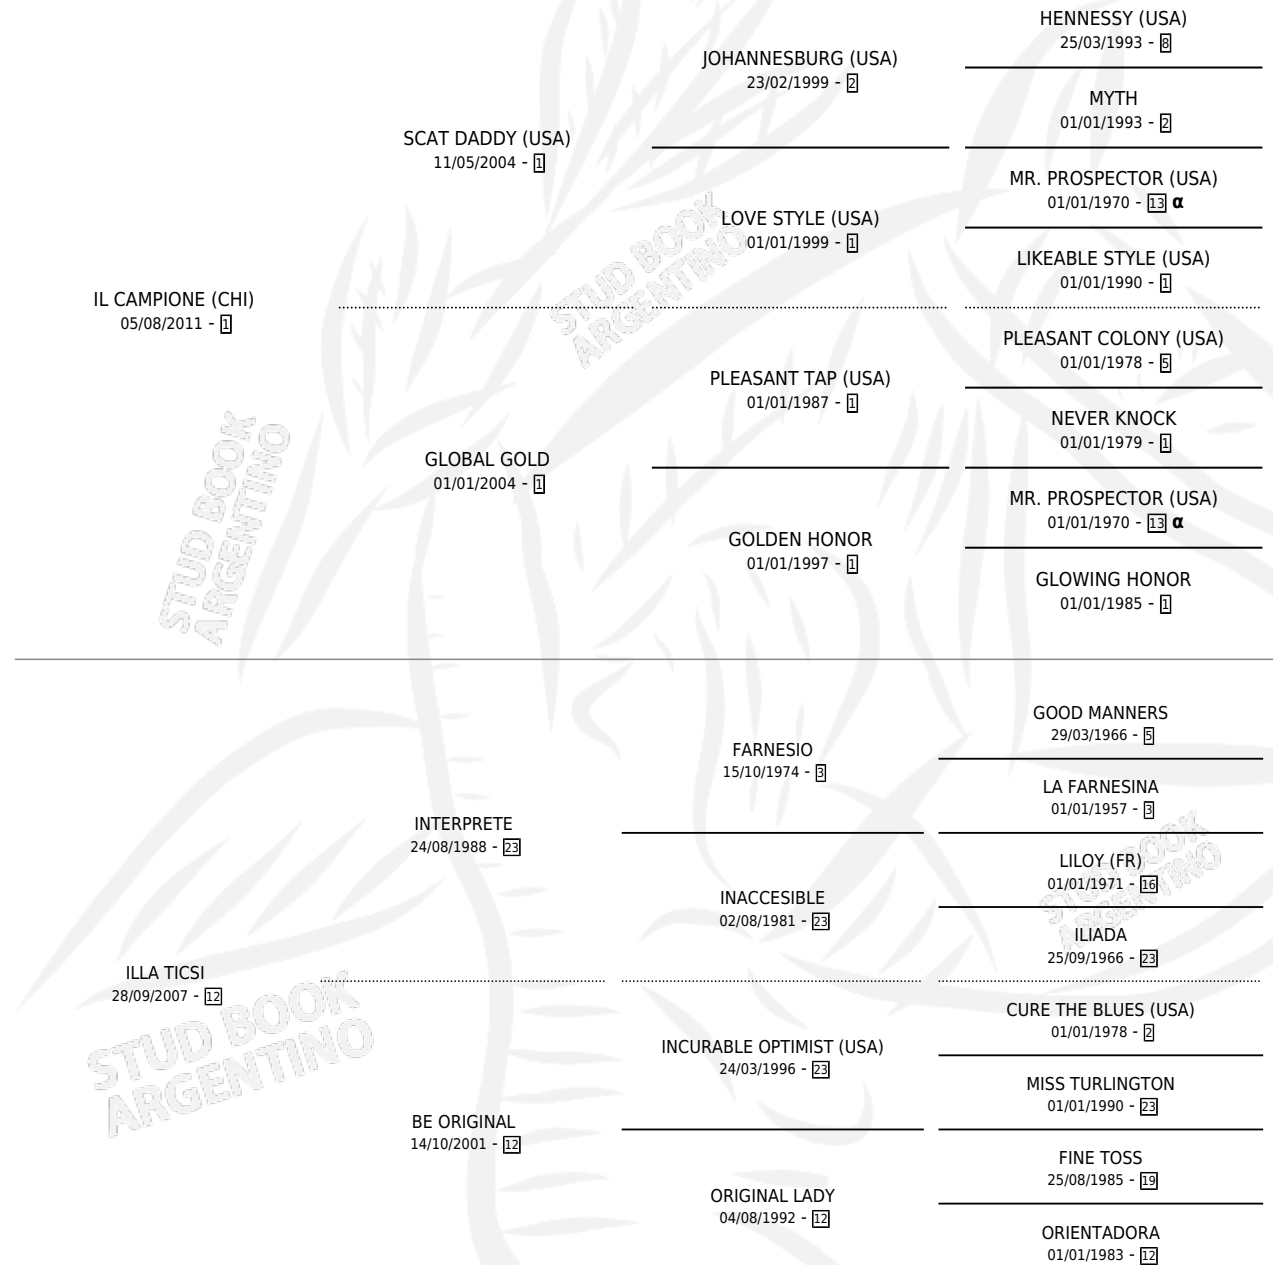 HENNESSY (USA)
25/03/1993 - 8
JOHANNESBURG (USA)
23/02/1999 - 2
MYTH
01/01/1993 - 2
SCAT DADDY (USA)
11/05/2004 - 1
MR. PROSPECTOR (USA)
01/01/1970 - 13 α
LOVE STYLE (USA)
01/01/1999 - 1
LIKEABLE STYLE (USA)
01/01/1990 - 1
IL CAMPIONE (CHI)
05/08/2011 - 1
PLEASANT COLONY (USA)
01/01/1978 - 5
PLEASANT TAP (USA)
01/01/1987 - 1
NEVER KNOCK
01/01/1979 - 1
GLOBAL GOLD
01/01/2004 - 1
MR. PROSPECTOR (USA)
01/01/1970 - 13 α
GOLDEN HONOR
01/01/1997 - 1
GLOWING HONOR
01/01/1985 - 1
GOOD MANNERS
29/03/1966 - 5
FARNESIO
15/10/1974 - 3
LA FARNESINA
01/01/1957 - 3
INTERPRETE
24/08/1988 - 23
LILOY (FR)
01/01/1971 - 16
INACCESIBLE
02/08/1981 - 23
ILIADA
25/09/1966 - 23
ILLA TICSI
28/09/2007 - 12
CURE THE BLUES (USA)
01/01/1978 - 2
INCURABLE OPTIMIST (USA)
24/03/1996 - 23
MISS TURLINGTON
01/01/1990 - 23
BE ORIGINAL
14/10/2001 - 12
FINE TOSS
25/08/1985 - 19
ORIGINAL LADY
04/08/1992 - 12
ORIENTADORA
01/01/1983 - 12
STUD BOOK
ARGENTINO
STUD BOOK
ARGENTINO
STUD BOOK
ARGENTINO
STUD BOOK
ARGENTINO